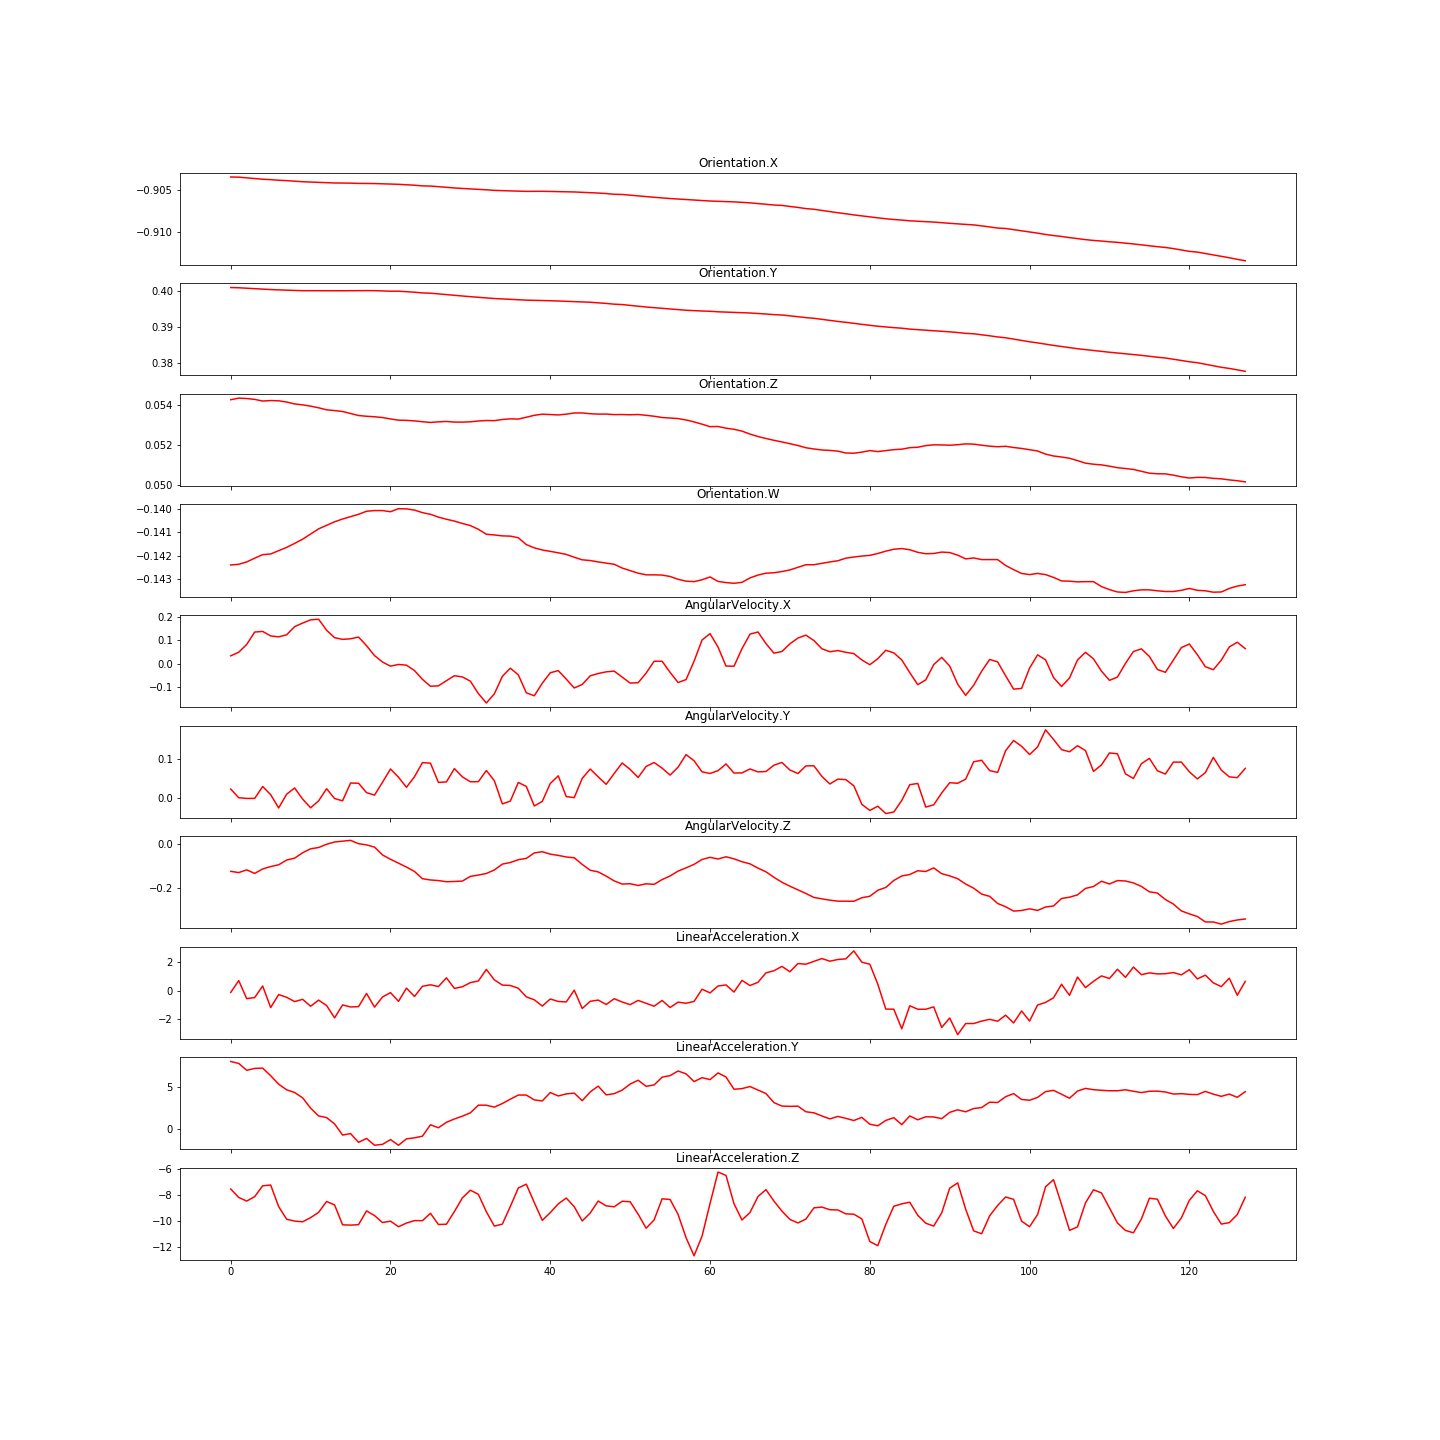 Orientation.X
−0.905
−0.910
Orientation.Y
0.40
0.39
0.38
Orientation.Z
0.054
0.052
0.050
Orientation.W
−0.140
−0.141
−0.142
−0.143
AngularVelocity.X
0.2
0.1
0.0
−0.1
AngularVelocity.Y
0.1
0.0
AngularVelocity.Z
0.0
−0.2
LinearAcceleration.X
2
0
−2
LinearAcceleration.Y
5
0
LinearAcceleration.Z
−6
−8
−10
−12
0 20 40 60 80 100 120